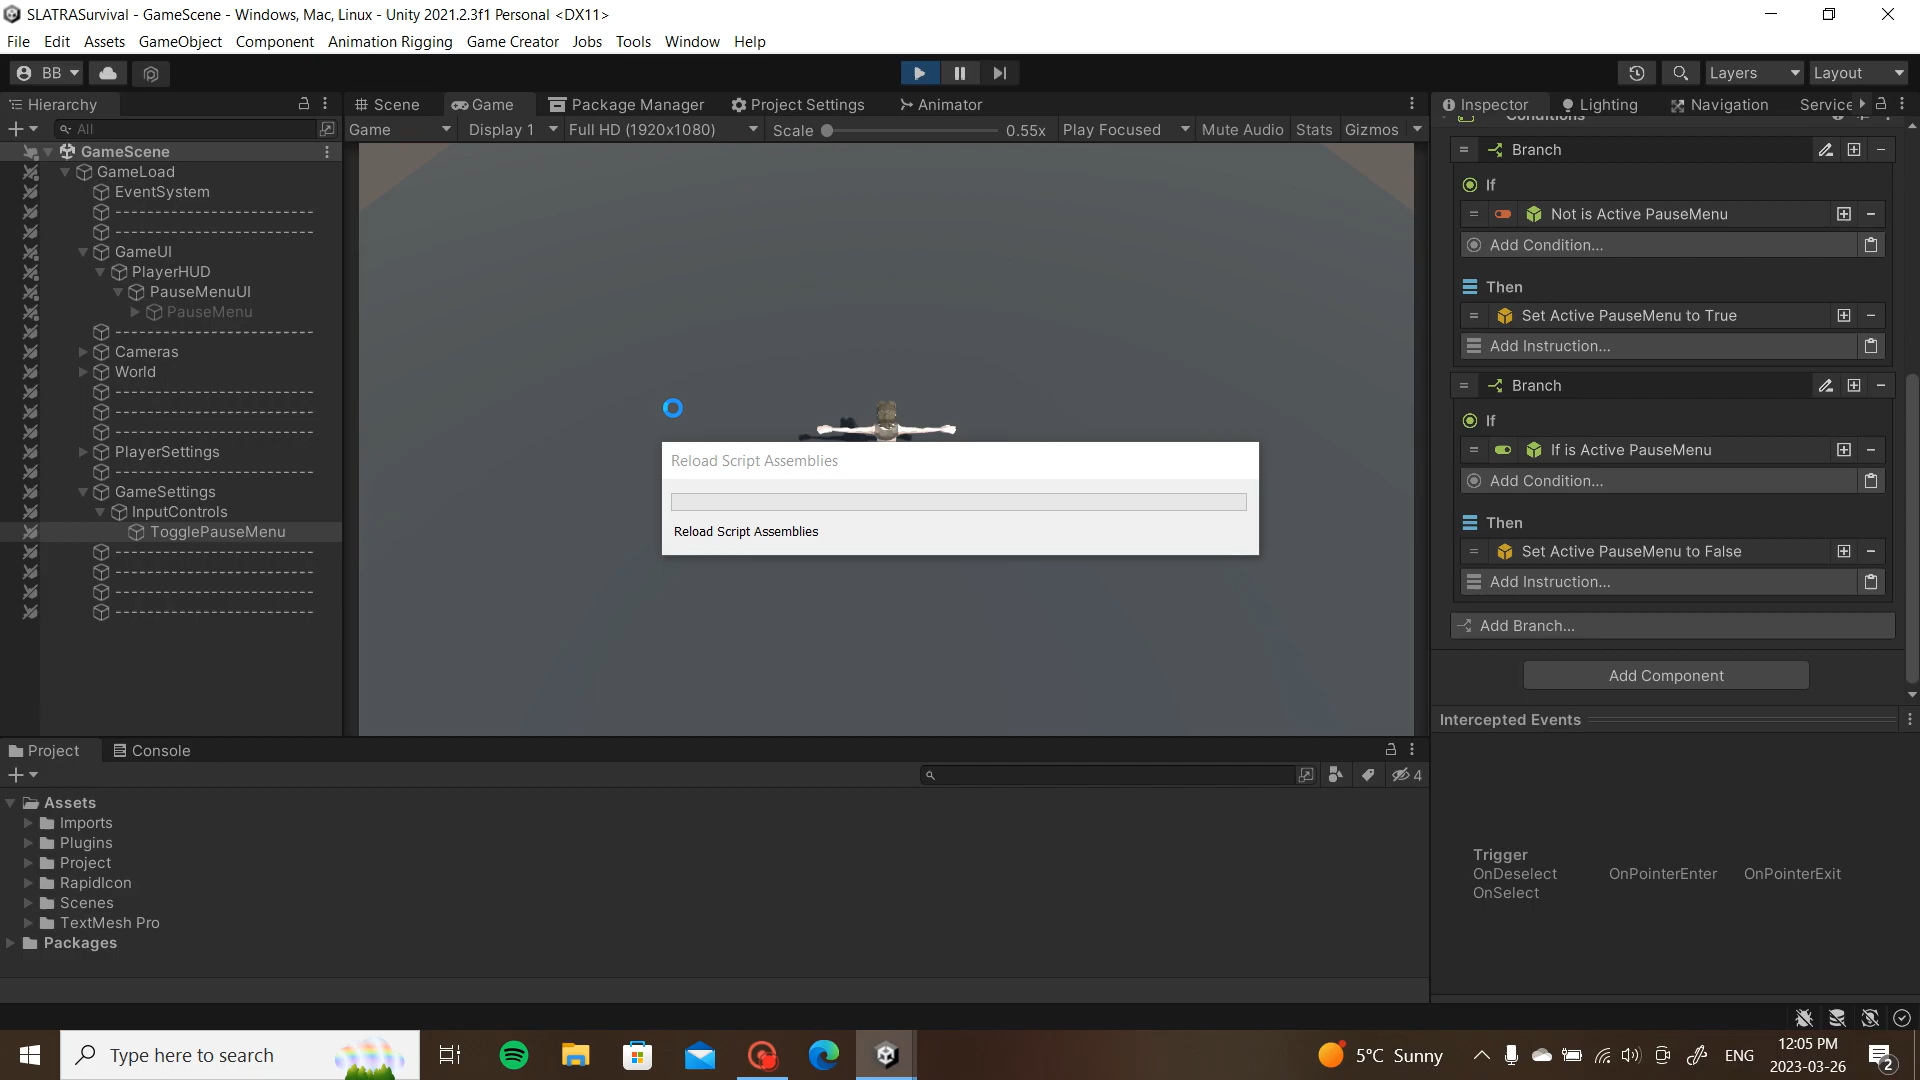 SLATRASurvival - GameScene - Windows, Mac, Linux - Unity 2021.2.3f1 Personal <DX11>
File Edit Assets GameObject Component Animation Rigging Game Creator Jobs Tools Window Help
BB Layers Layout
Hierarchy Scene Game Package Manager Project Settings Animator Inspector Lighting Navigation Service
All Game Display 1 Full HD (1920x1080) Scale 0.55x Play Focused Mute Audio Stats Gizmos
GameScene
GameLoad
EventSystem
----------------------------
----------------------------
GameUI
PlayerHUD
PauseMenuUI
PauseMenu
----------------------------
Cameras
World
----------------------------
----------------------------
----------------------------
PlayerSettings
----------------------------
GameSettings
InputControls
TogglePauseMenu
----------------------------
----------------------------
----------------------------
----------------------------
Reload Script Assemblies
Reload Script Assemblies
Conditions
Branch
If
Not is Active PauseMenu
Add Condition...
Then
Set Active PauseMenu to True
Add Instruction...
Branch
If
If is Active PauseMenu
Add Condition...
Then
Set Active PauseMenu to False
Add Instruction...
Add Branch...
Add Component
Intercepted Events
Trigger
OnDeselect OnPointerEnter OnPointerExit
OnSelect
Project Console
4
Assets
Imports
Plugins
Project
RapidIcon
Scenes
TextMesh Pro
Packages
Type here to search
5°C Sunny
ENG
12:05 PM
2023-03-26
2